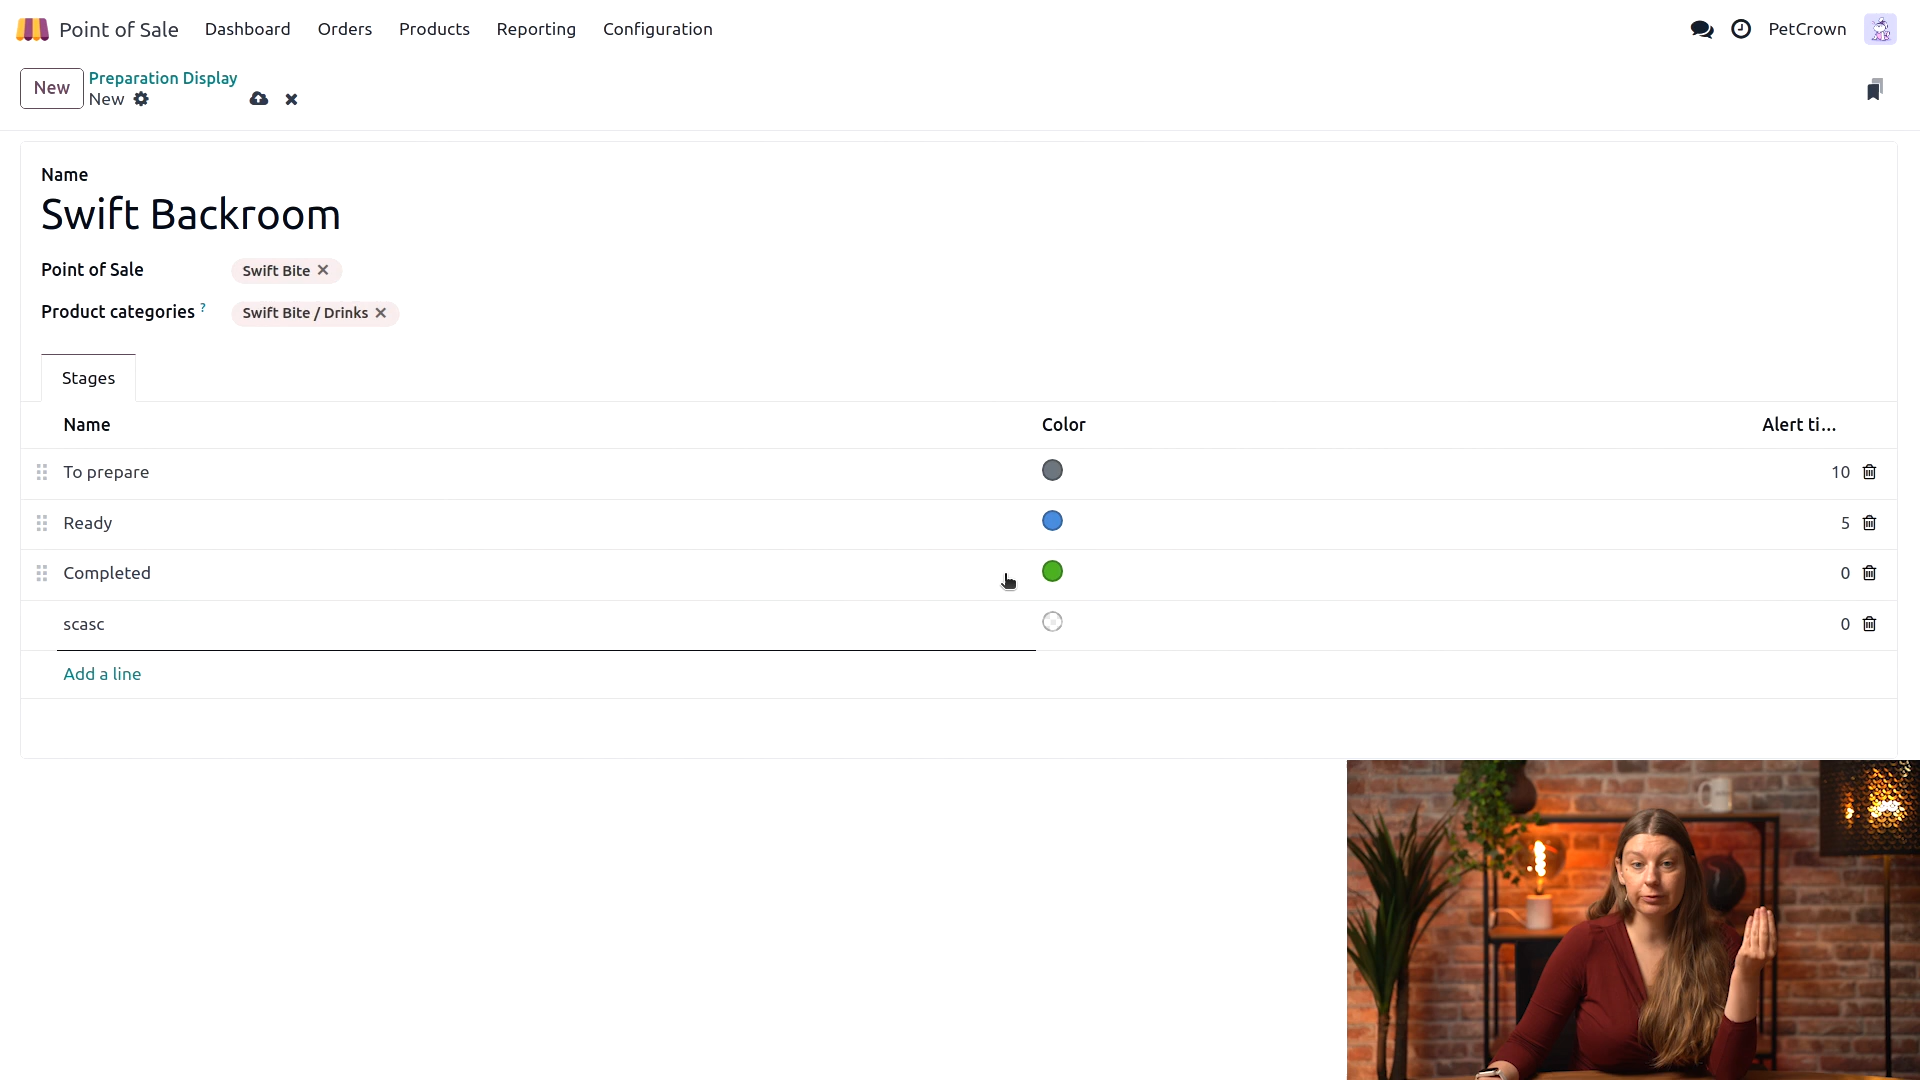 Point of Sale Dashboard Orders Products Reporting Configuration PetCrown
New Preparation Display
New
Name
Swift Backroom
Point of Sale Swift Bite
Product categories ? Swift Bite / Drinks
Stages
Name Color Alert ti...
To prepare 10
Ready 5
Completed 0
scasc 0
Add a line